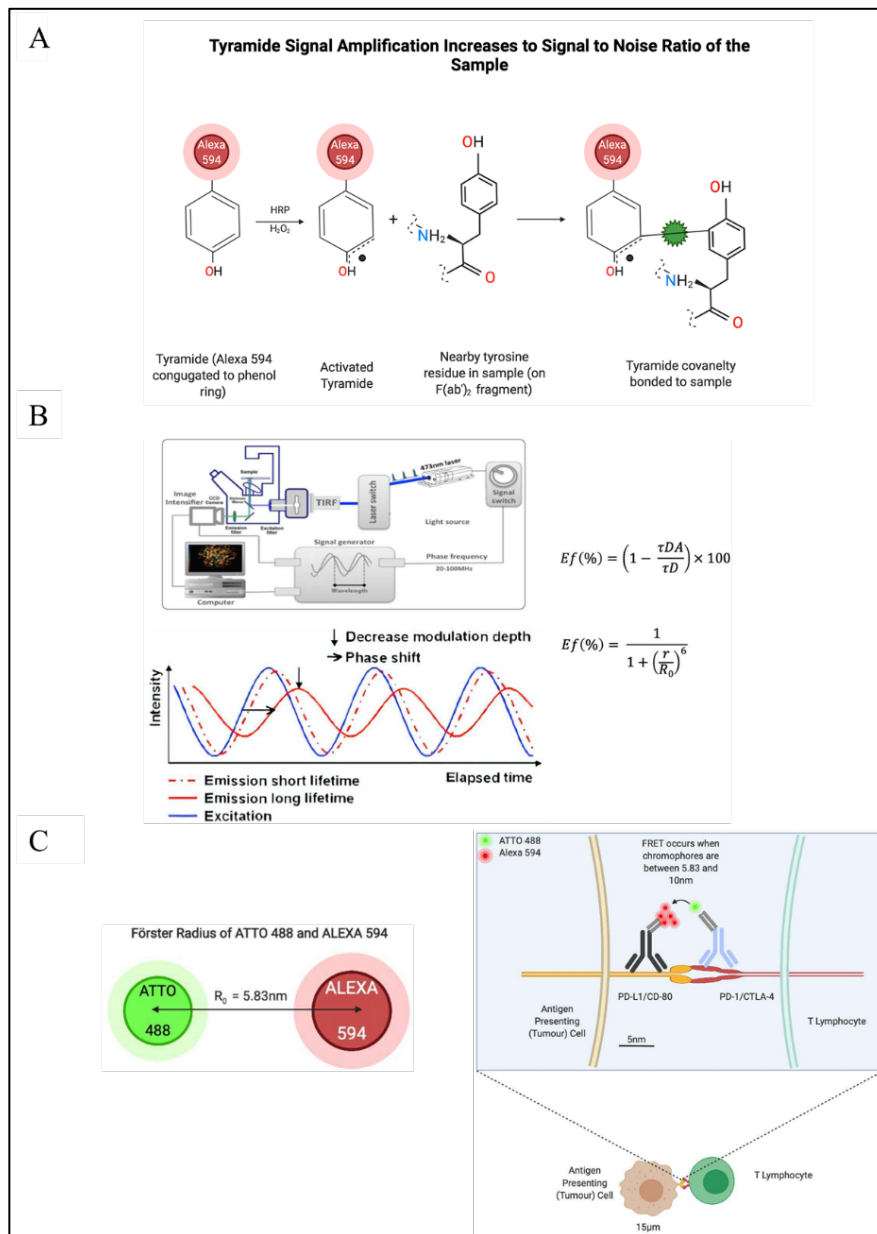 A
Tyramide Signal Amplification Increases to Signal to Noise Ratio of the
Sample
Alexa
594
OH
HRP
H₂O₂
Alexa
594
OH
+
OH
NH₂
O
Alexa
594
OH
OH
NH₂
O
Tyramide (Alexa 594
congugated to phenol
ring)
Activated
Tyramide
Nearby tyrosine
residue in sample (on
F(ab')₂ fragment)
Tyramide covanelty
bonded to sample
B
Sample
Image
Intensifier
CCD
Camera
Emission
filter
Excitation
filter
TIRF
Laser switch
473nm laser
Light source
Signal
switch
Signal generator
Wavelength
Phase frequency
20-100MHz
Computer
Ef(%) = (1 − τDA/τD) × 100
Ef(%) = 1/(1 + (r/R₀)⁶)
↓ Decrease modulation depth
→ Phase shift
Intensity
Elapsed time
Emission short lifetime
Emission long lifetime
Excitation
C
Förster Radius of ATTO 488 and ALEXA 594
ATTO
488
R₀ = 5.83nm
ALEXA
594
ATTO 488
Alexa 594
FRET occurs when
chromophores are
between 5.83 and
10nm
PD-L1/CD-80
PD-1/CTLA-4
Antigen
Presenting
(Tumour) Cell
5nm
T Lymphocyte
Antigen
Presenting
(Tumour) Cell
T Lymphocyte
15μm